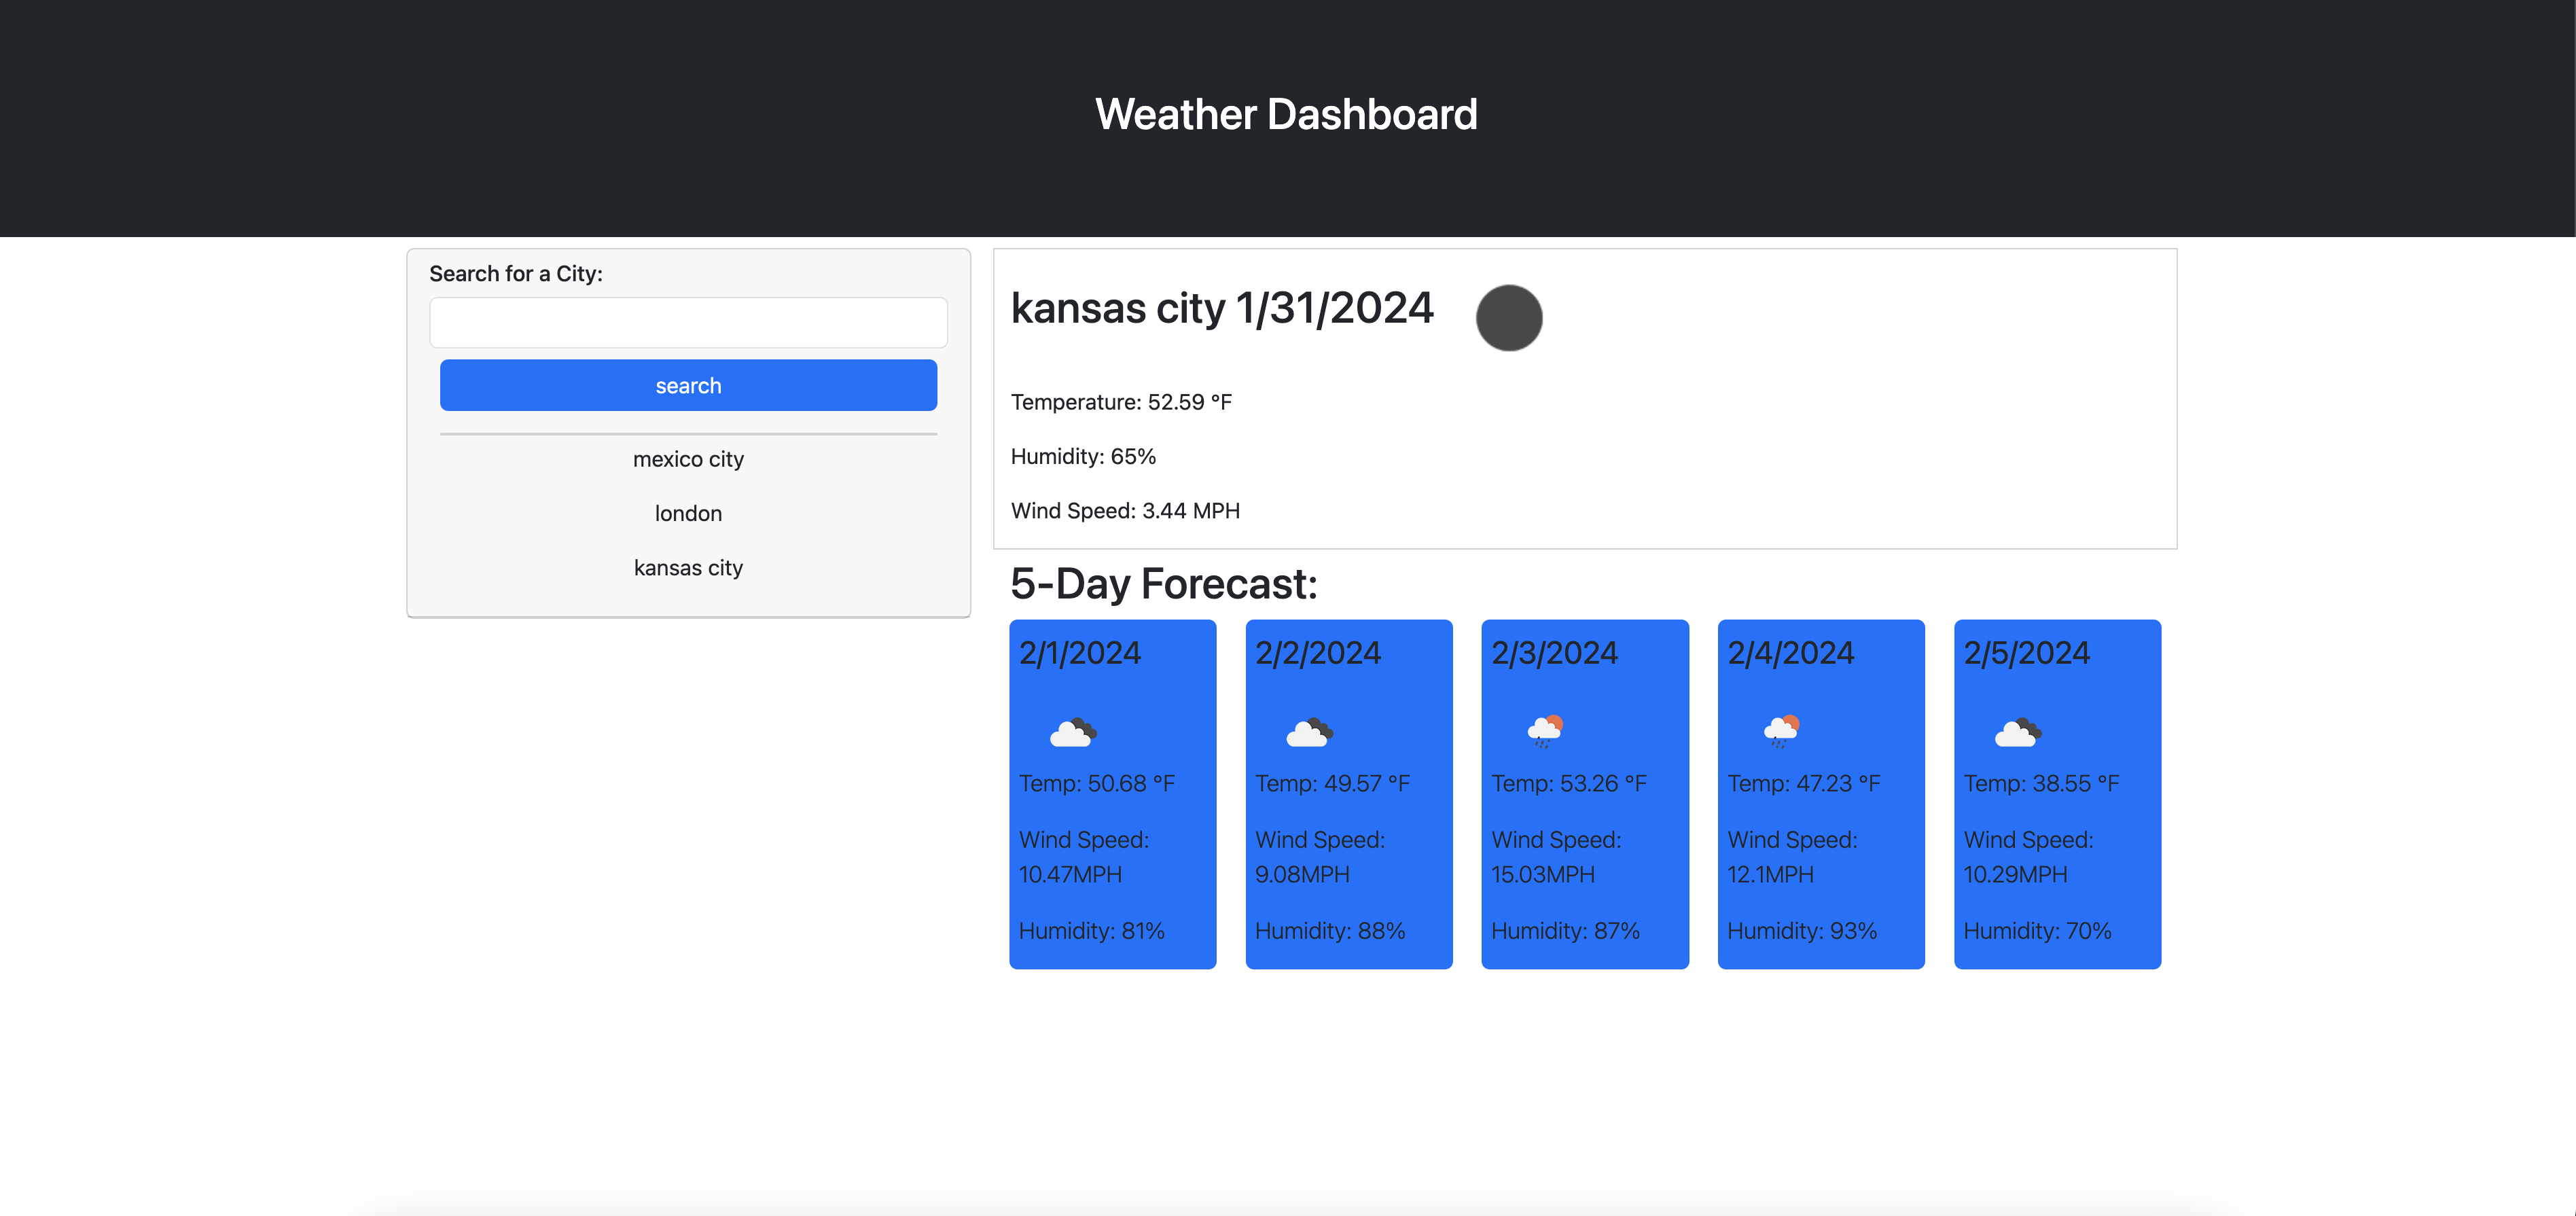 Weather Dashboard
Search for a City:
search
mexico city
london
kansas city
kansas city 1/31/2024
Temperature: 52.59 °F
Humidity: 65%
Wind Speed: 3.44 MPH
5-Day Forecast:
2/1/2024
Temp: 50.68 °F
Wind Speed:
10.47MPH
Humidity: 81%
2/2/2024
Temp: 49.57 °F
Wind Speed:
9.08MPH
Humidity: 88%
2/3/2024
Temp: 53.26 °F
Wind Speed:
15.03MPH
Humidity: 87%
2/4/2024
Temp: 47.23 °F
Wind Speed:
12.1MPH
Humidity: 93%
2/5/2024
Temp: 38.55 °F
Wind Speed:
10.29MPH
Humidity: 70%